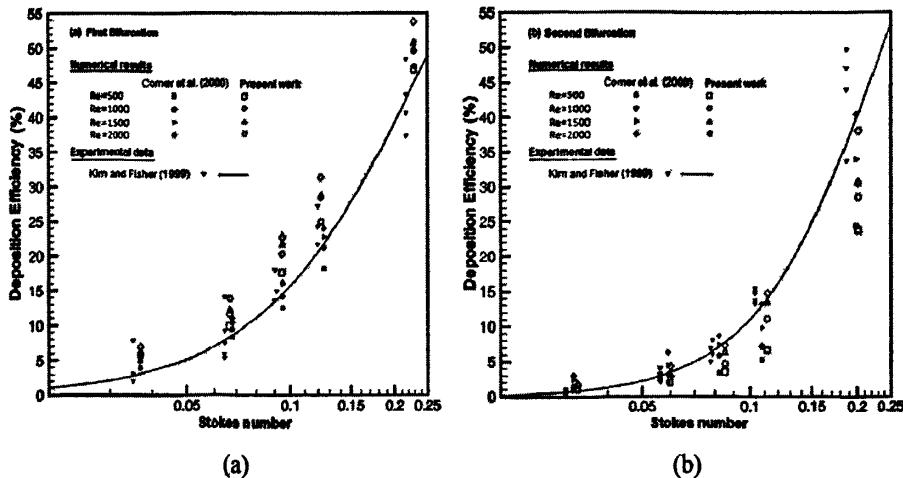 (a) First Bifurcation
Numerical results
Comer et al. (2000) Present work
Re=500
Re=1000
Re=1500
Re=2000
Experimental data
Kim and Fisher (1999)
Deposition Efficiency (%)
55
50
45
40
35
30
25
20
15
10
5
0
0.05 0.1 0.15 0.2 0.25
Stokes number
(a)
(b) Second Bifurcation
Numerical results
Comer et al. (2000) Present work
Re=500
Re=1000
Re=1500
Re=2000
Experimental data
Kim and Fisher (1999)
Deposition Efficiency (%)
55
50
45
40
35
30
25
20
15
10
5
0
0.05 0.1 0.15 0.2 0.25
Stokes number
(b)